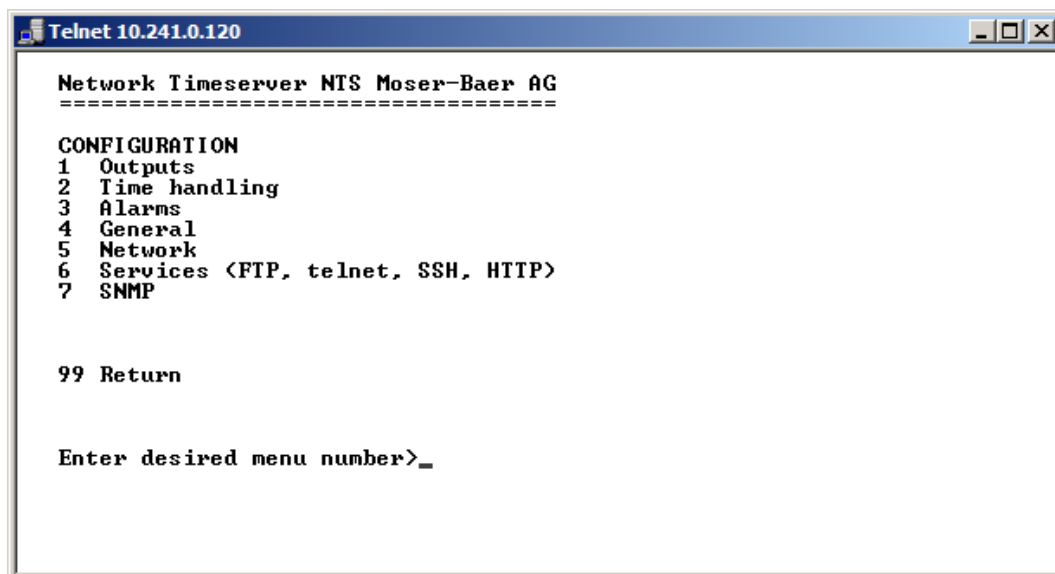 Telnet 10.241.0.120
Network Timeserver NTS Moser-Baer AG
====================================
CONFIGURATION
1 Outputs
2 Time handling
3 Alarms
4 General
5 Network
6 Services (FTP, telnet, SSH, HTTP)
7 SNMP
99 Return
Enter desired menu number>_